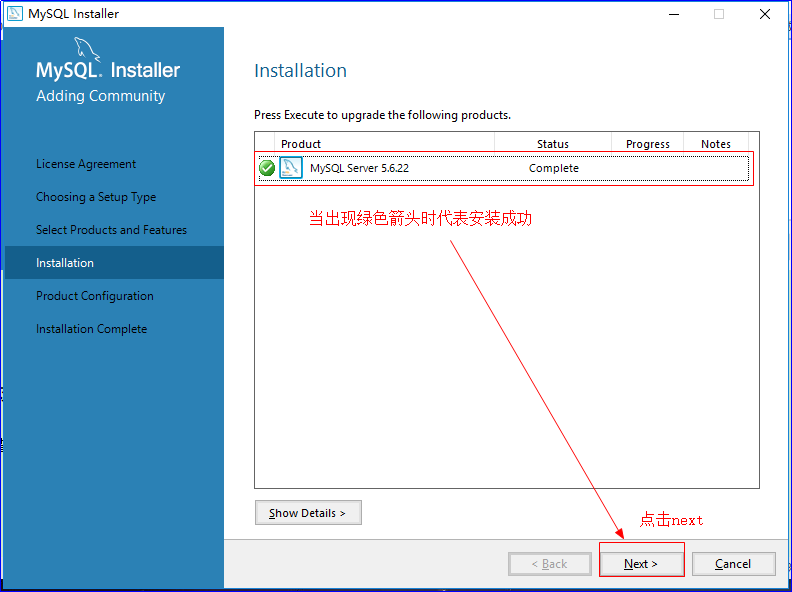 MySQL Installer
MySQL. Installer
Adding Community
License Agreement
Choosing a Setup Type
Select Products and Features
Installation
Product Configuration
Installation Complete
Installation
Press Execute to upgrade the following products.
Product Status Progress Notes
MySQL Server 5.6.22 Complete
当出现绿色箭头时代表安装成功
Show Details >
点击next
< Back Next > Cancel